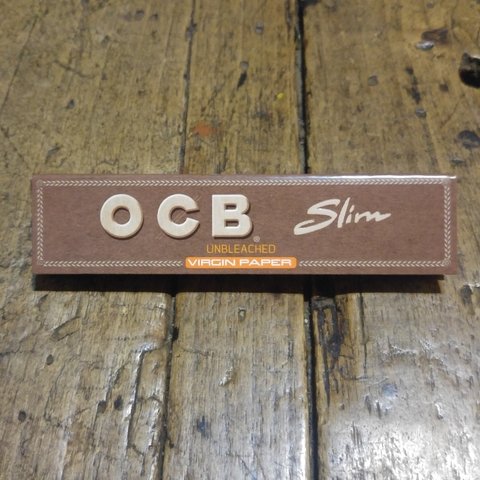 OCB® Slim
UNBLEACHED
VIRGIN PAPER